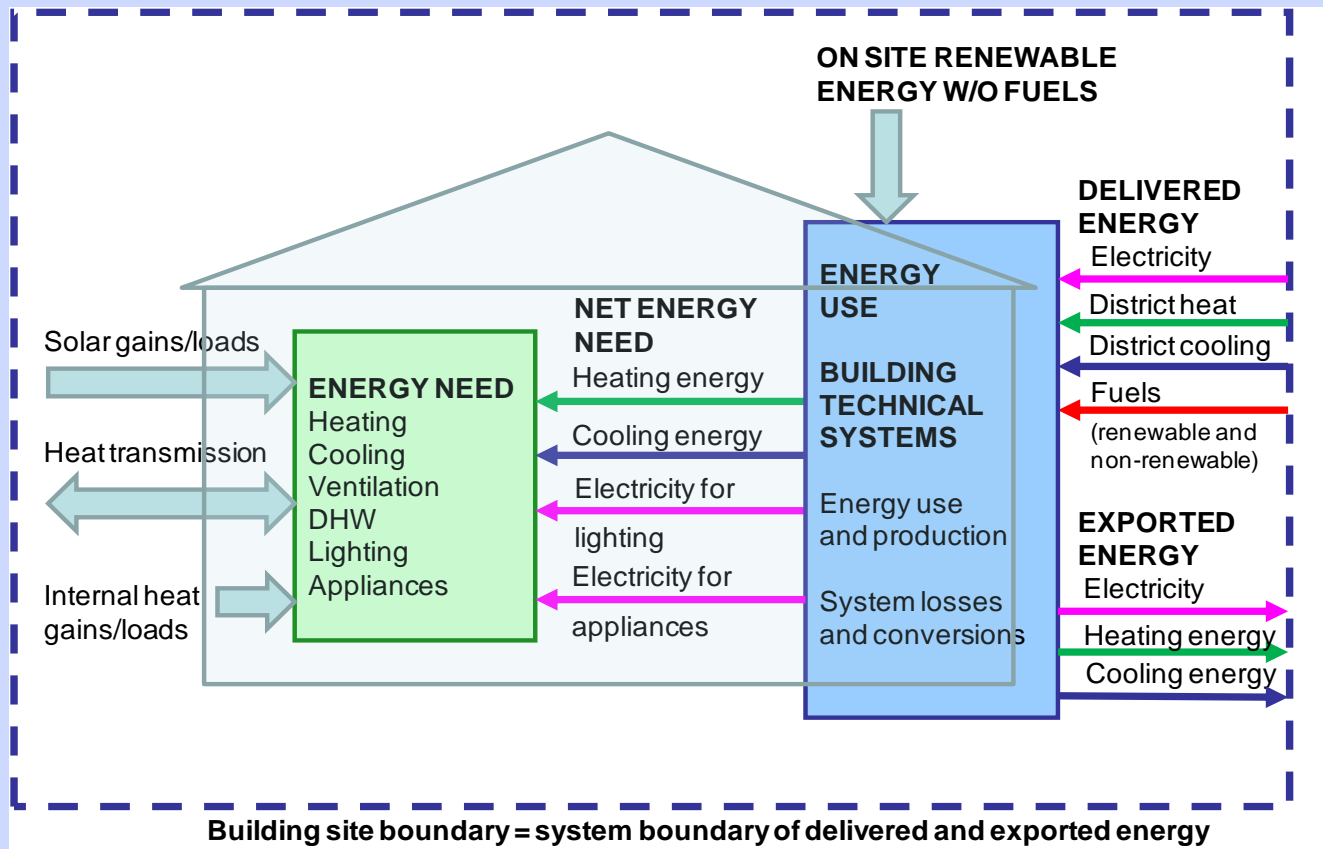 ON SITE RENEWABLE
ENERGY W/O FUELS
DELIVERED
ENERGY
Electricity
District heat
District cooling
Fuels
(renewable and
non-renewable)
EXPORTED
ENERGY
Electricity
Heating energy
Cooling energy
ENERGY
USE
BUILDING
TECHNICAL
SYSTEMS
Energy use
and production
System losses
and conversions
NET ENERGY
NEED
Heating energy
Cooling energy
Electricity for
lighting
Electricity for
appliances
Solar gains/loads
Heat transmission
Internal heat
gains/loads
ENERGY NEED
Heating
Cooling
Ventilation
DHW
Lighting
Appliances
Building site boundary = system boundary of delivered and exported energy